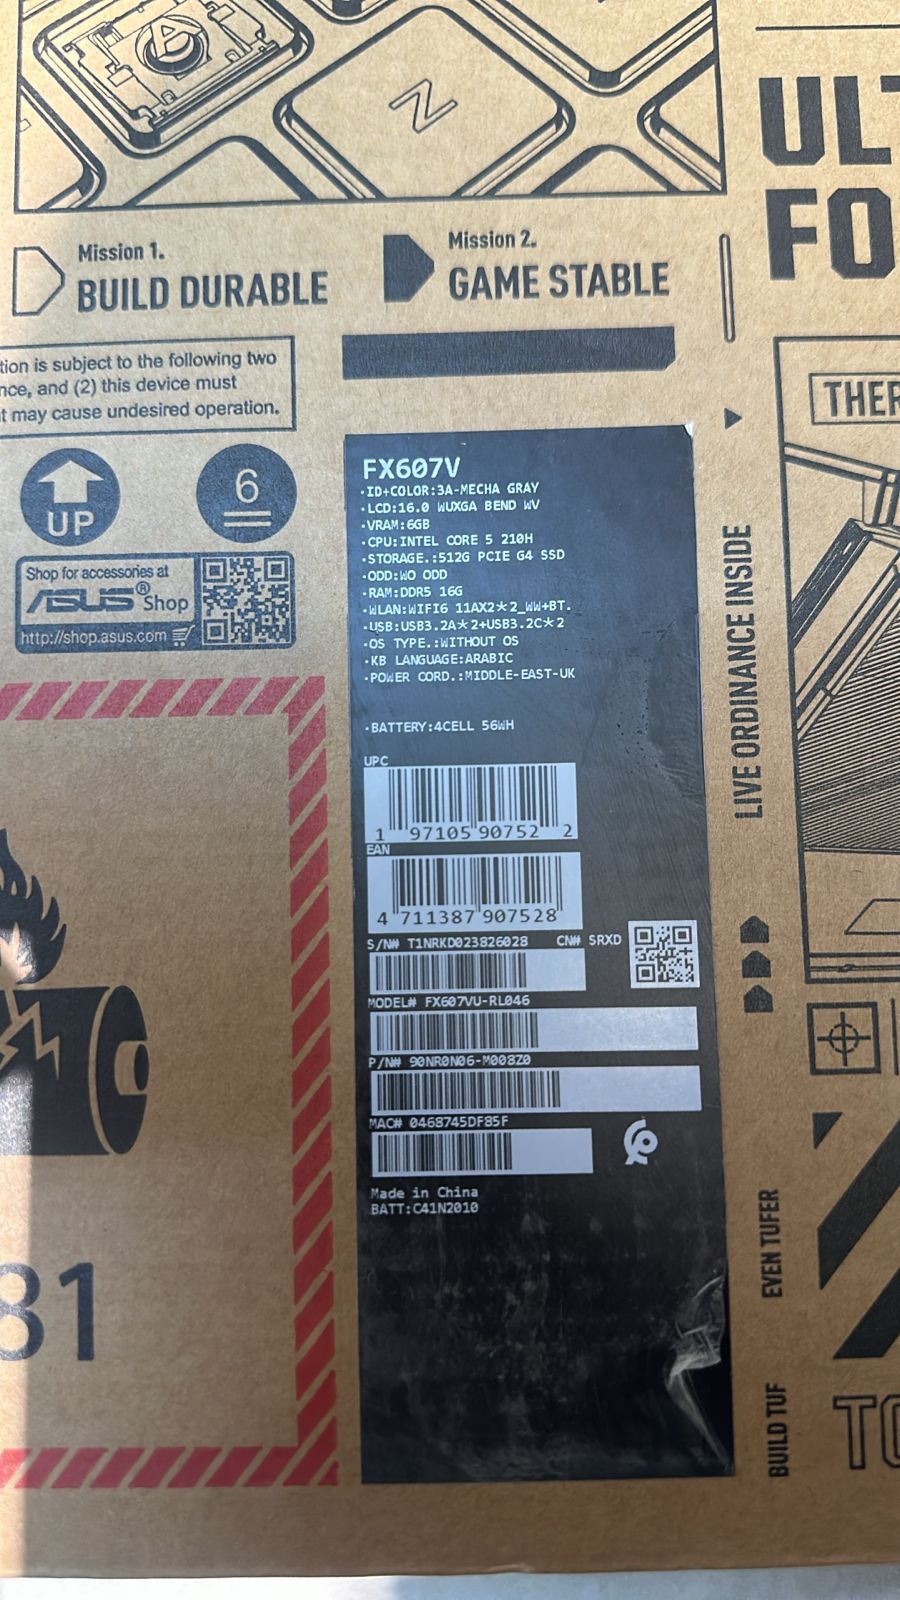 Z
Mission 1.
BUILD DURABLE
Mission 2.
GAME STABLE
UL
FO
tion is subject to the following two
nce, and (2) this device must
t may cause undesired operation.
UP
6
Shop for accessories at
/ISUS® Shop
http://shop.asus.com
THER
LIVE ORDINANCE INSIDE
FX607V
·ID+COLOR:3A-MECHA GRAY
·LCD:16.0 WUXGA BEND WV
·VRAM:6GB
·CPU:INTEL CORE 5 210H
·STORAGE.:512G PCIE G4 SSD
·ODD:WO ODD
·RAM:DDR5 16G
·WLAN:WIFI6 11AX2*2_WW+BT.
·USB:USB3.2A*2+USB3.2C*2
·OS TYPE.:WITHOUT OS
·KB LANGUAGE:ARABIC
·POWER CORD.:MIDDLE-EAST-UK
·BATTERY:4CELL 56WH
UPC
1 97105 90752 2
EAN
4 711387 907528
S/N# T1NRKD023826028 CN# SRXD
MODEL# FX607VU-RL046
P/N# 90NR0N06-M008Z0
MAC# 0468745DF85F
Made in China
BATT:C41N2010
81
EVEN TUFER
BUILD TUF
TO